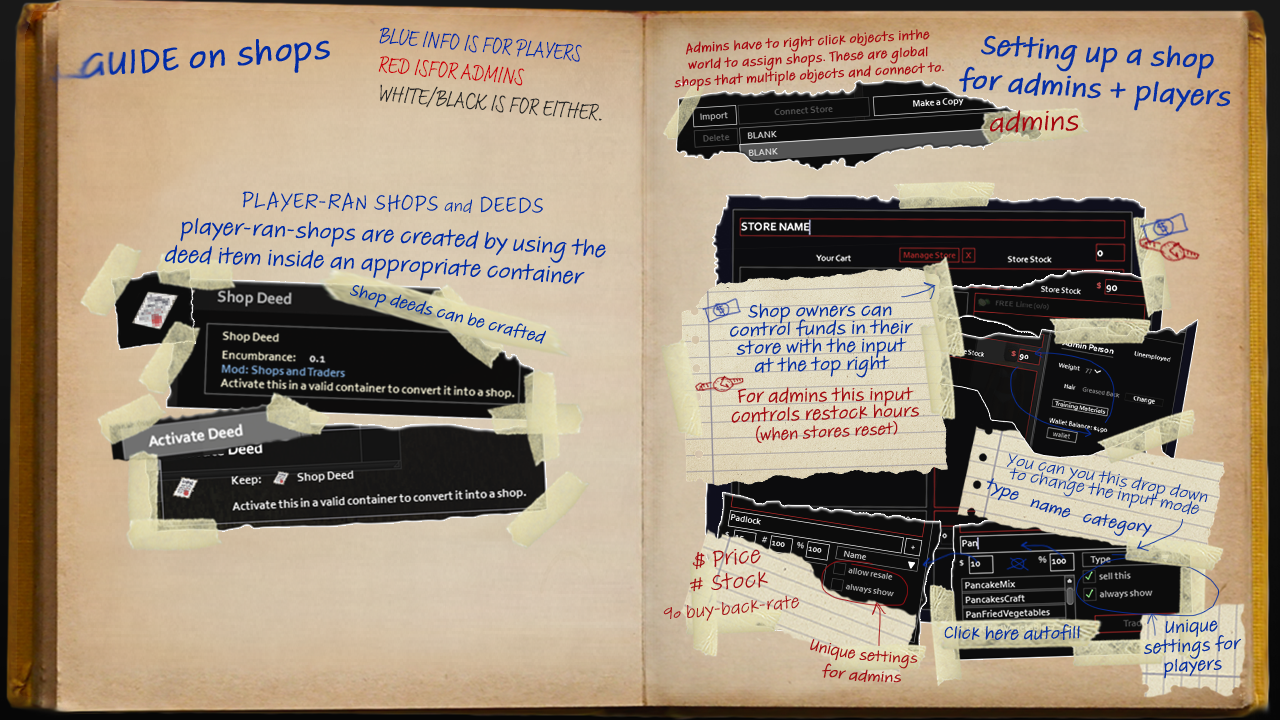 GUIDE on shops
BLUE INFO IS FOR PLAYERS
RED ISFOR ADMINS
WHITE/BLACK IS FOR EITHER.
PLAYER-RAN SHOPS and DEEDS
player-ran-shops are created by using the
deed item inside an appropriate container
Shop Deed
Shop deeds can be crafted
Shop Deed
Encumbrance: 0.1
Mod: Shops and Traders
Activate this in a valid container to convert it into a shop.
Activate Deed
Deed
Keep: Shop Deed
Activate this in a valid container to convert it into a shop.
Admins have to right click objects inthe
world to assign shops. These are global
shops that multiple objects and connect to.
Setting up a shop
for admins + players
admins
Import
Connect Store
Make a Copy
Delete
BLANK
BLANK
STORE NAME
Your Cart
Manage Store
X
Store Stock
0
Store Stock
$ 90
FREE Lime (0/0)
Shop owners can
control funds in their
store with the input
at the top right
For admins this input
controls restock hours
(when stores reset)
Stock
$ 90
Admin Person
Unemployed
Weight 77
Hair Greased Back
Change
Training Materials
Wallet Balance: $190
wallet
You can you this drop down
to change the input mode
type name category
Padlock
+
# 100 % 100
Name
allow resale
always show
$ Price
# Stock
% buy-back-rate
Unique settings
for admins
0
Pan
$ 10
% 100
Type
PancakeMix
PancakesCraft
PanFriedVegetables
sell this
always show
Trad
Click here autofill
Unique
settings for
players